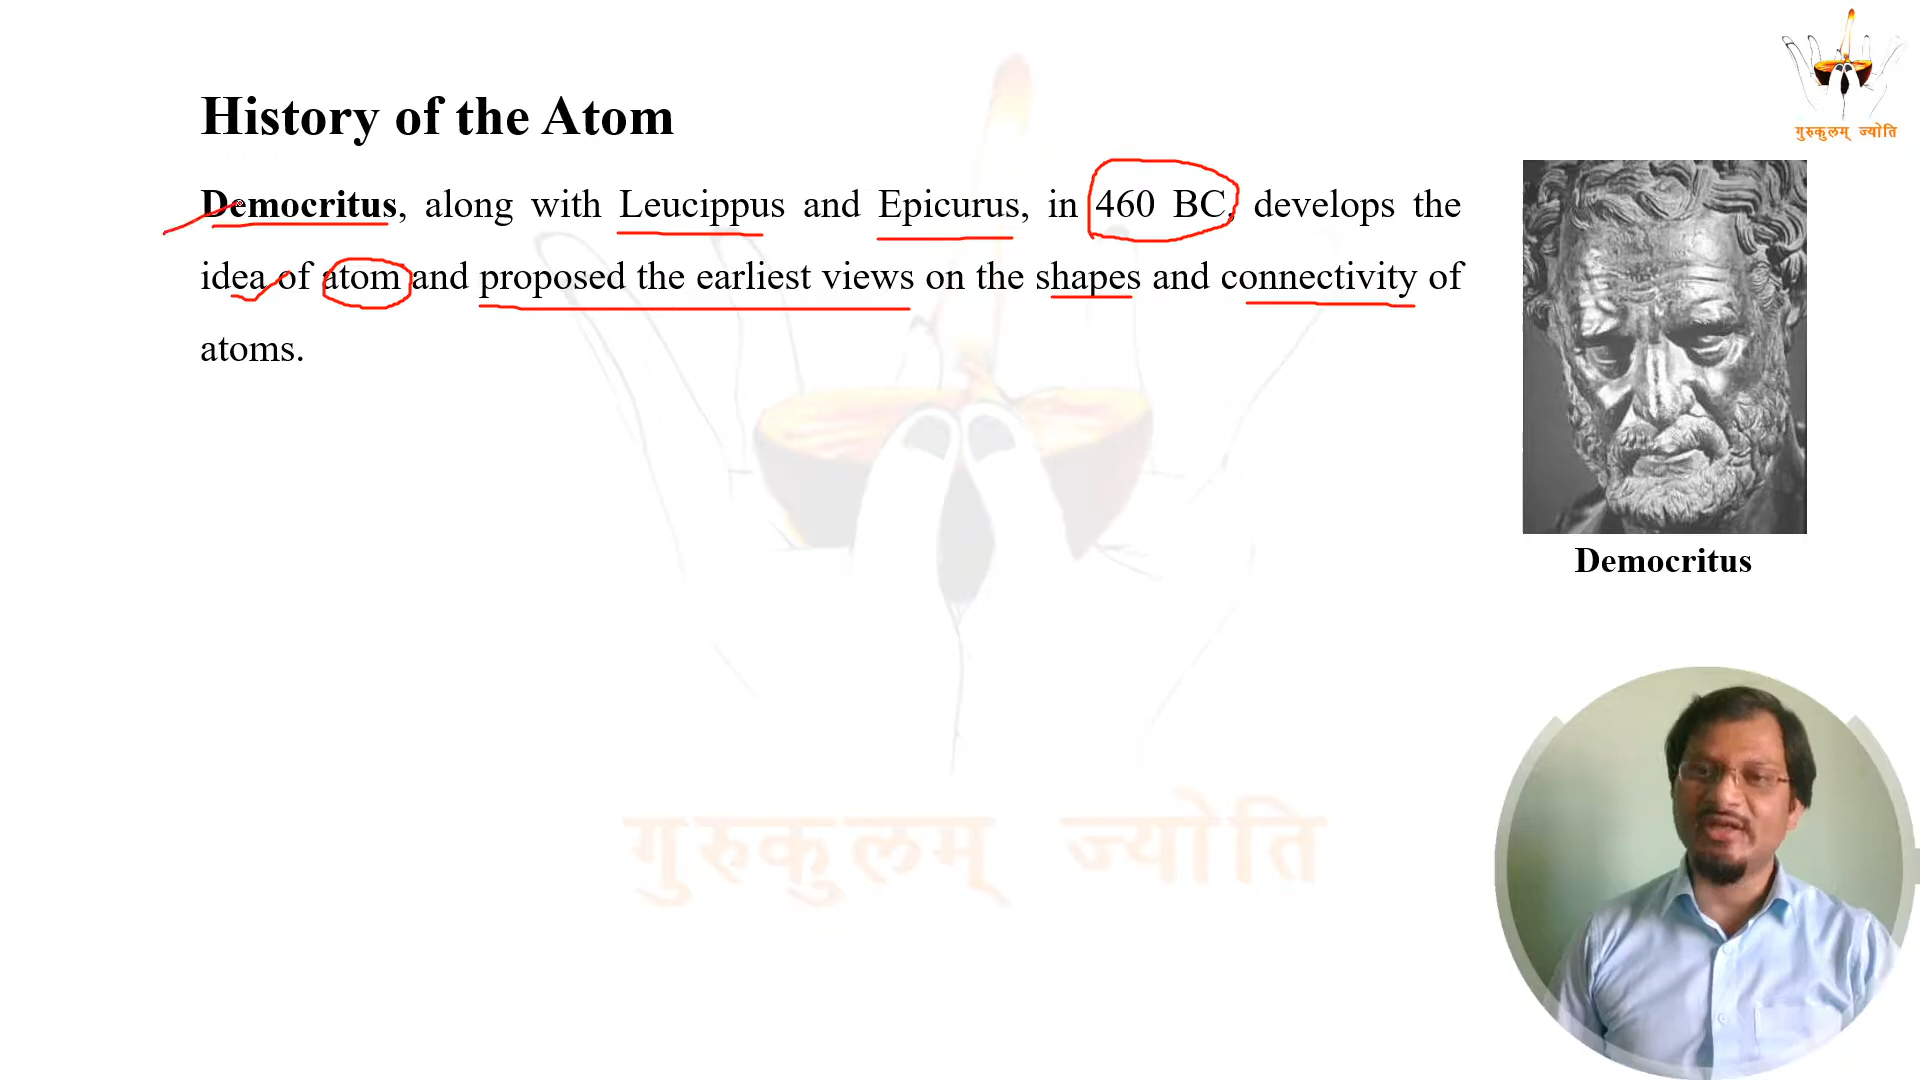 गुरुकुलम् ज्योति
History of the Atom
Democritus, along with Leucippus and Epicurus, in 460 BC, develops the
idea of atom and proposed the earliest views on the shapes and connectivity of
atoms.
Democritus
गुरुकुलम् ज्योति